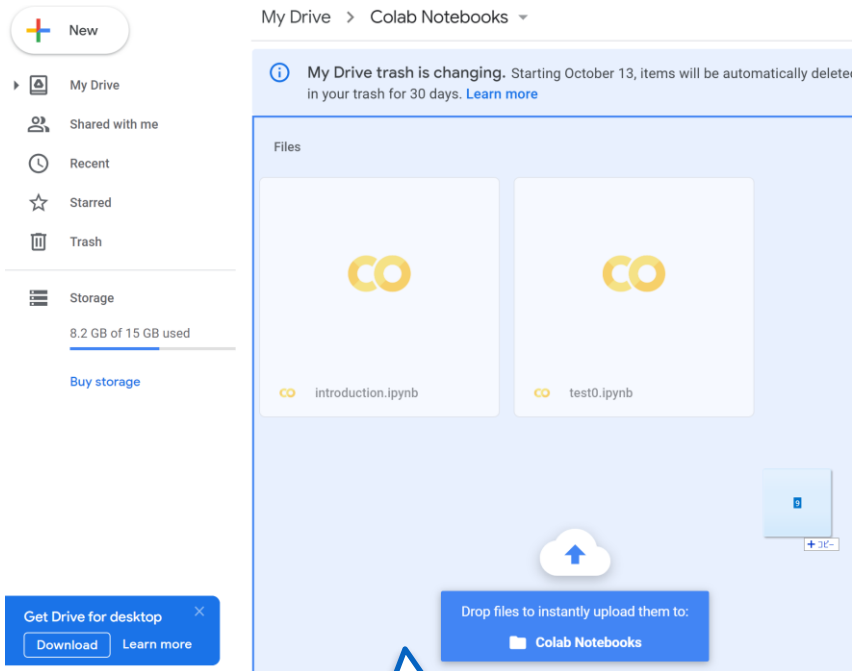 New
My Drive
Shared with me
Recent
Starred
Trash
Storage
8.2 GB of 15 GB used
Buy storage
Get Drive for desktop
Download Learn more
My Drive > Colab Notebooks
My Drive trash is changing. Starting October 13, items will be automatically deleted
in your trash for 30 days. Learn more
Files
introduction.ipynb
test0.ipynb
9
+ コピー
Drop files to instantly upload them to:
Colab Notebooks